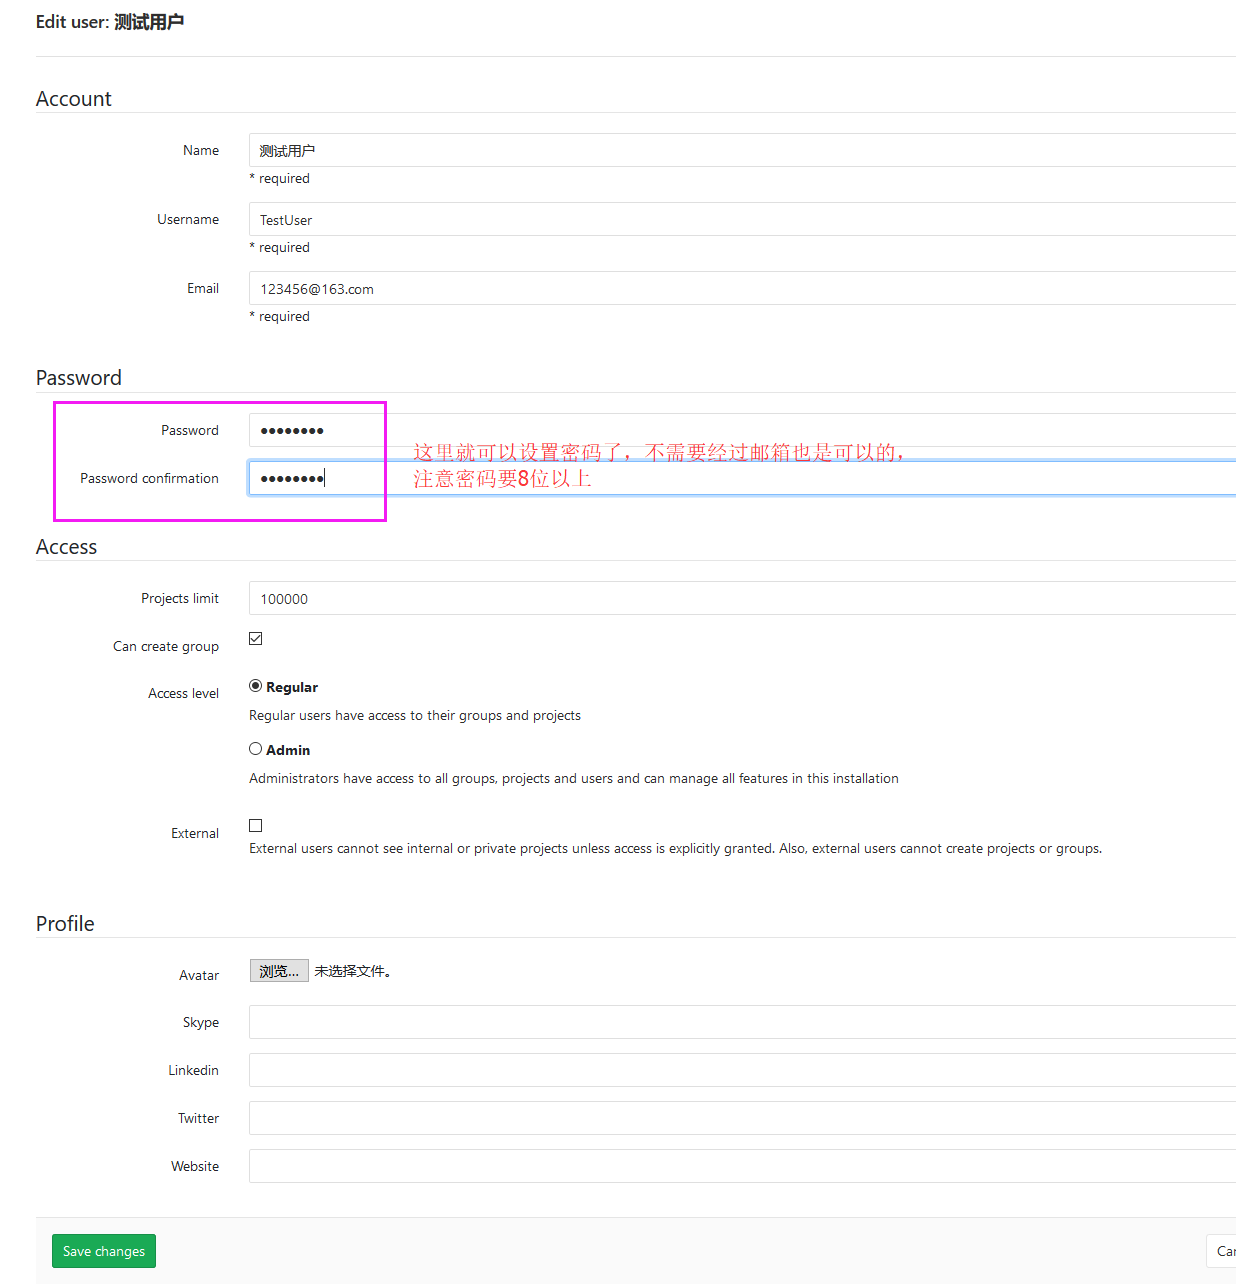 Edit user: 测试用户
Account
Name
测试用户
* required
Username
TestUser
* required
Email
123456@163.com
* required
Password
Password
●●●●●●●●
Password confirmation
●●●●●●●●
这里就可以设置密码了，不需要经过邮箱也是可以的，
注意密码要8位以上
Access
Projects limit
100000
Can create group
Access level
Regular
Regular users have access to their groups and projects
Admin
Administrators have access to all groups, projects and users and can manage all features in this installation
External
External users cannot see internal or private projects unless access is explicitly granted. Also, external users cannot create projects or groups.
Profile
Avatar
浏览... 未选择文件。
Skype
Linkedin
Twitter
Website
Save changes